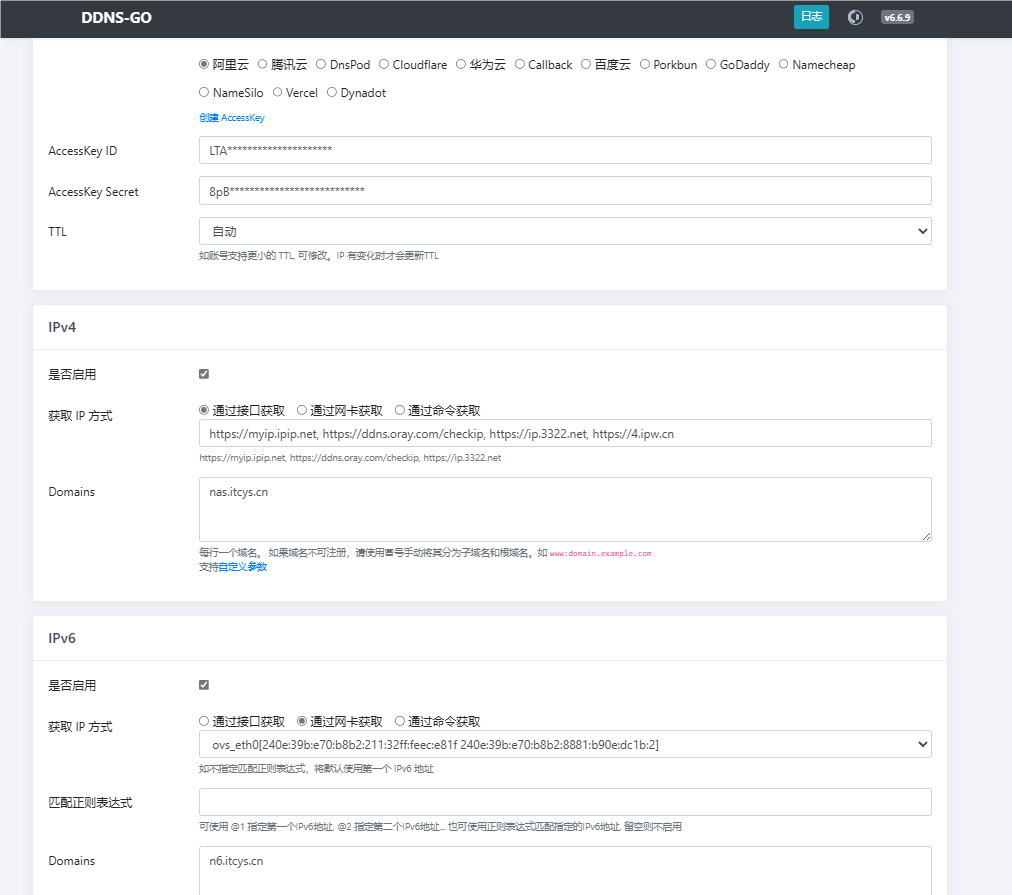 DDNS-GO 日志 v6.6.9
阿里云 腾讯云 DnsPod Cloudflare 华为云 Callback 百度云 Porkbun GoDaddy Namecheap
NameSilo Vercel Dynadot
创建 AccessKey
AccessKey ID LTA*********************
AccessKey Secret 8pB***************************
TTL 自动
如账号支持更小的 TTL, 可修改。IP 有变化时才会更新TTL
IPv4
是否启用
获取 IP 方式 通过接口获取 通过网卡获取 通过命令获取
https://myip.ipip.net, https://ddns.oray.com/checkip, https://ip.3322.net, https://4.ipw.cn
https://myip.ipip.net, https://ddns.oray.com/checkip, https://ip.3322.net
Domains nas.itcys.cn
每行一个域名。 如果域名不可注册，请使用冒号手动将其分为子域名和根域名。如 www:domain.example.com
支持自定义参数
IPv6
是否启用
获取 IP 方式 通过接口获取 通过网卡获取 通过命令获取
ovs_eth0[240e:39b:e70:b8b2:211:32ff:feec:e81f 240e:39b:e70:b8b2:8881:b90e:dc1b:2]
如不指定匹配正则表达式，将默认使用第一个 IPv6 地址
匹配正则表达式
可使用 @1 指定第一个IPv6地址, @2 指定第二个IPv6地址... 也可使用正则表达式匹配指定的IPv6地址, 留空则不启用
Domains n6.itcys.cn